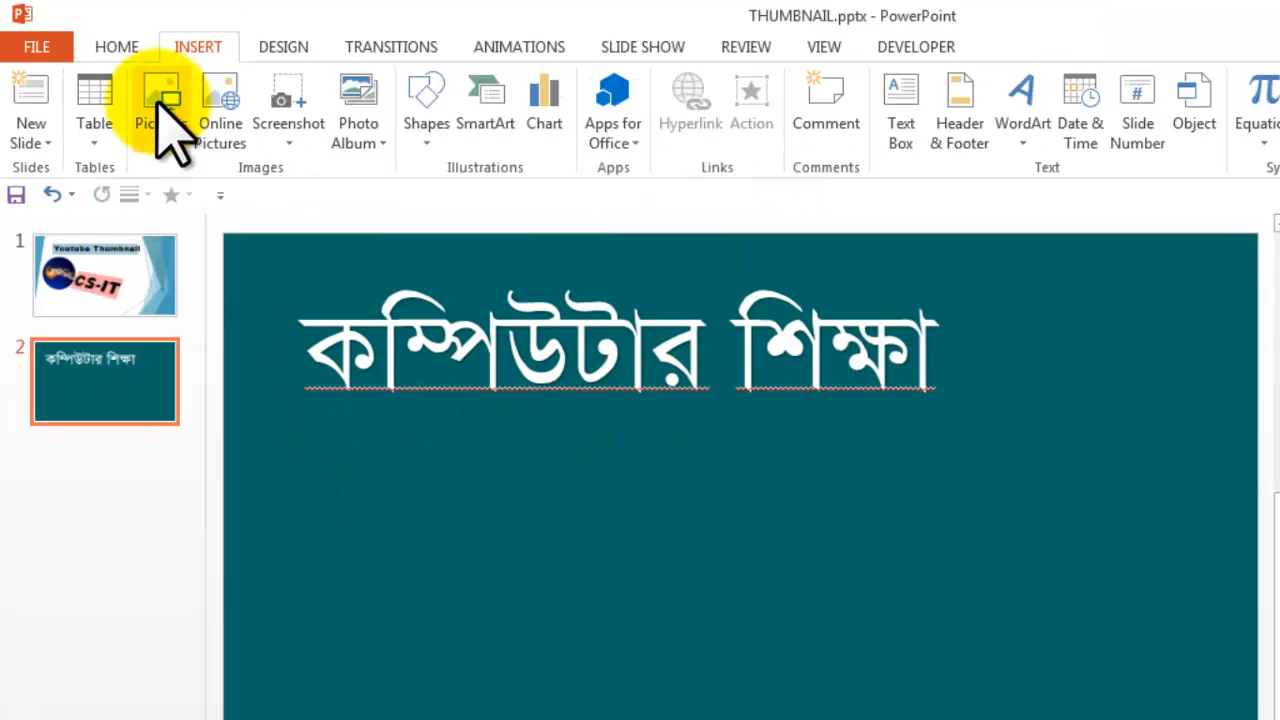 THUMBNAIL.pptx - PowerPoint
FILE HOME INSERT DESIGN TRANSITIONS ANIMATIONS SLIDE SHOW REVIEW VIEW DEVELOPER
New Slide Table Online Pictures Screenshot Photo Album Shapes SmartArt Chart Apps for Office Hyperlink Action Comment Text Box Header & Footer WordArt Date & Time Slide Number Object
Slides Tables Images Illustrations Apps Links Comments Text
1
Youtube Thumbnail
CS-IT
2
কম্পিউটার শিক্ষা
কম্পিউটার শিক্ষা